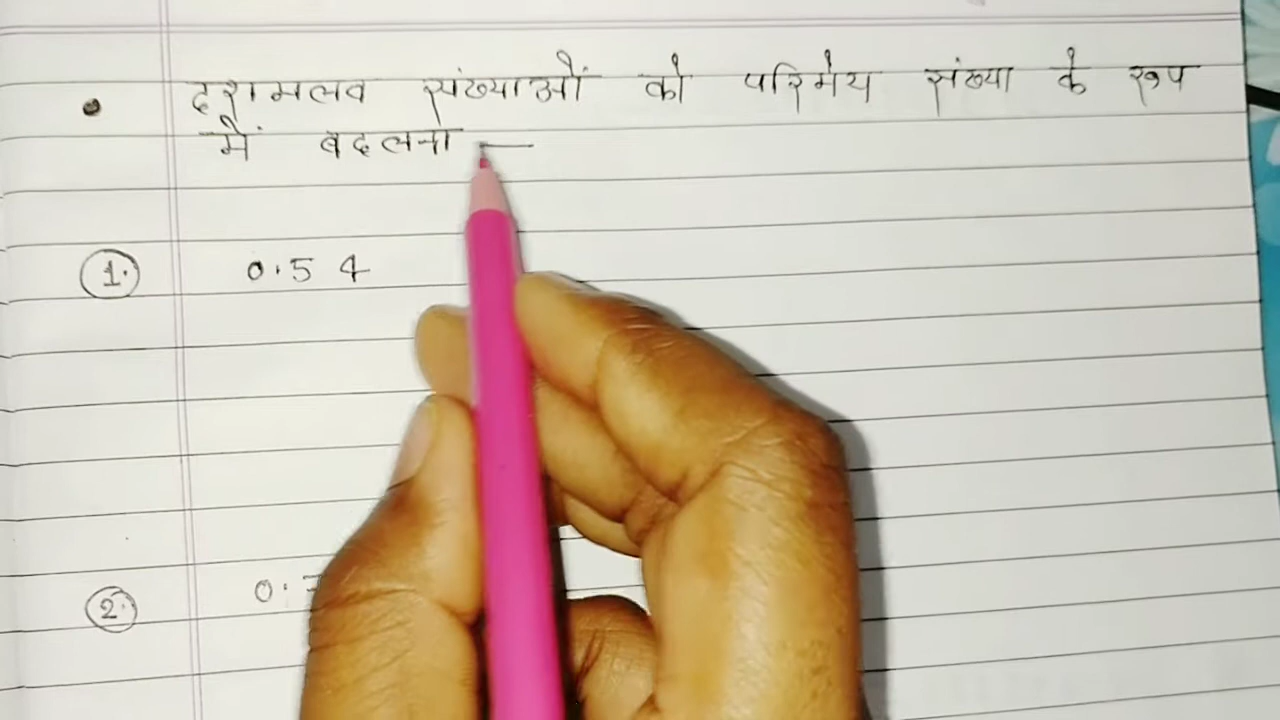 दशमलव संख्याओं को परिमेय संख्या के रूप
में बदलना —
1. 0.54
2. 0.